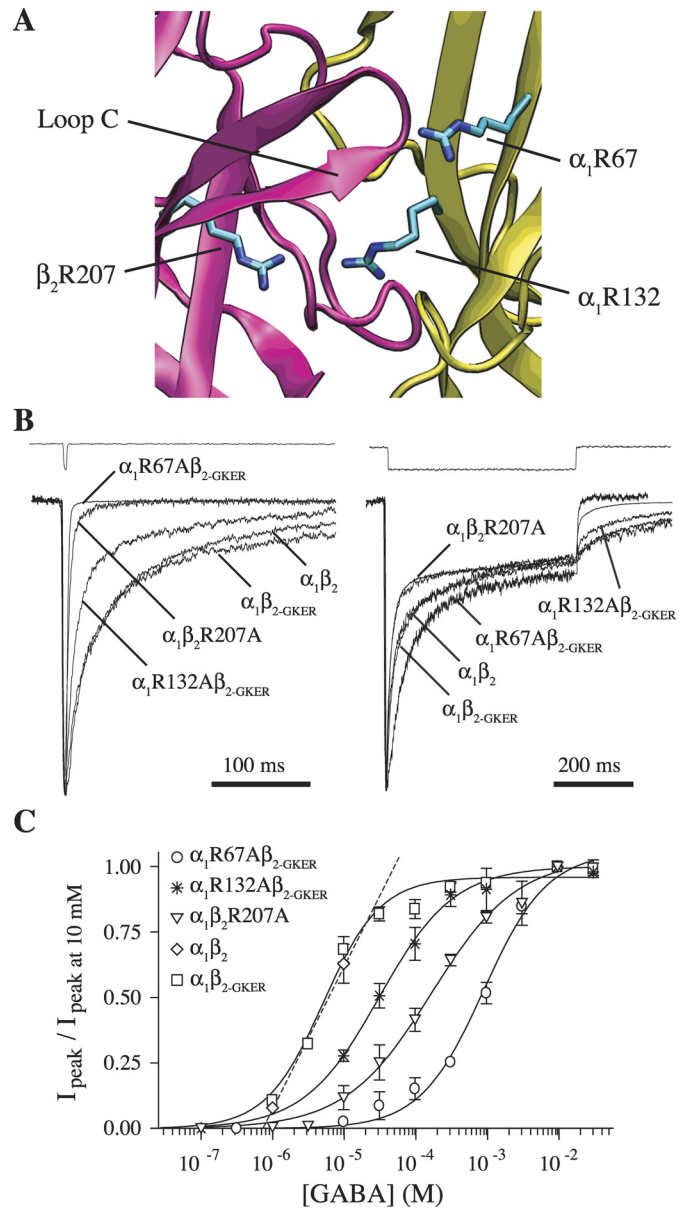 A
Loop C
α1R67
β2R207
α1R132
B
α1R67Aβ2-GKER
α1β2
α1β2-GKER
α1β2R207A
α1R132Aβ2-GKER
100 ms
α1β2R207A
α1R132Aβ2-GKER
α1R67Aβ2-GKER
α1β2
α1β2-GKER
200 ms
C
α1R67Aβ2-GKER
α1R132Aβ2-GKER
α1β2R207A
α1β2
α1β2-GKER
1.00
0.75
0.50
0.25
0.00
Ipeak / Ipeak at 10 mM
10-7 10-6 10-5 10-4 10-3 10-2
[GABA] (M)